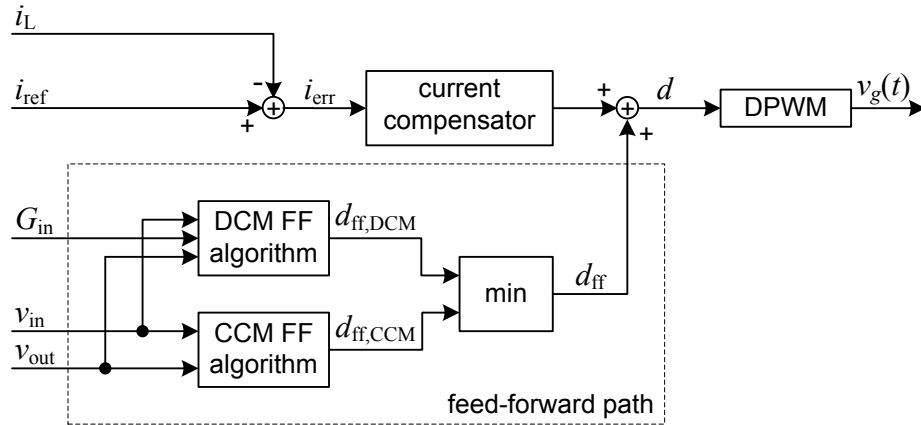 i_L
-
i_ref
+
+
i_err
current
compensator
+
+
+
d
DPWM
v_g(t)
G_in
DCM FF
algorithm
d_ff,DCM
min
d_ff
v_in
v_out
CCM FF
algorithm
d_ff,CCM
feed-forward path